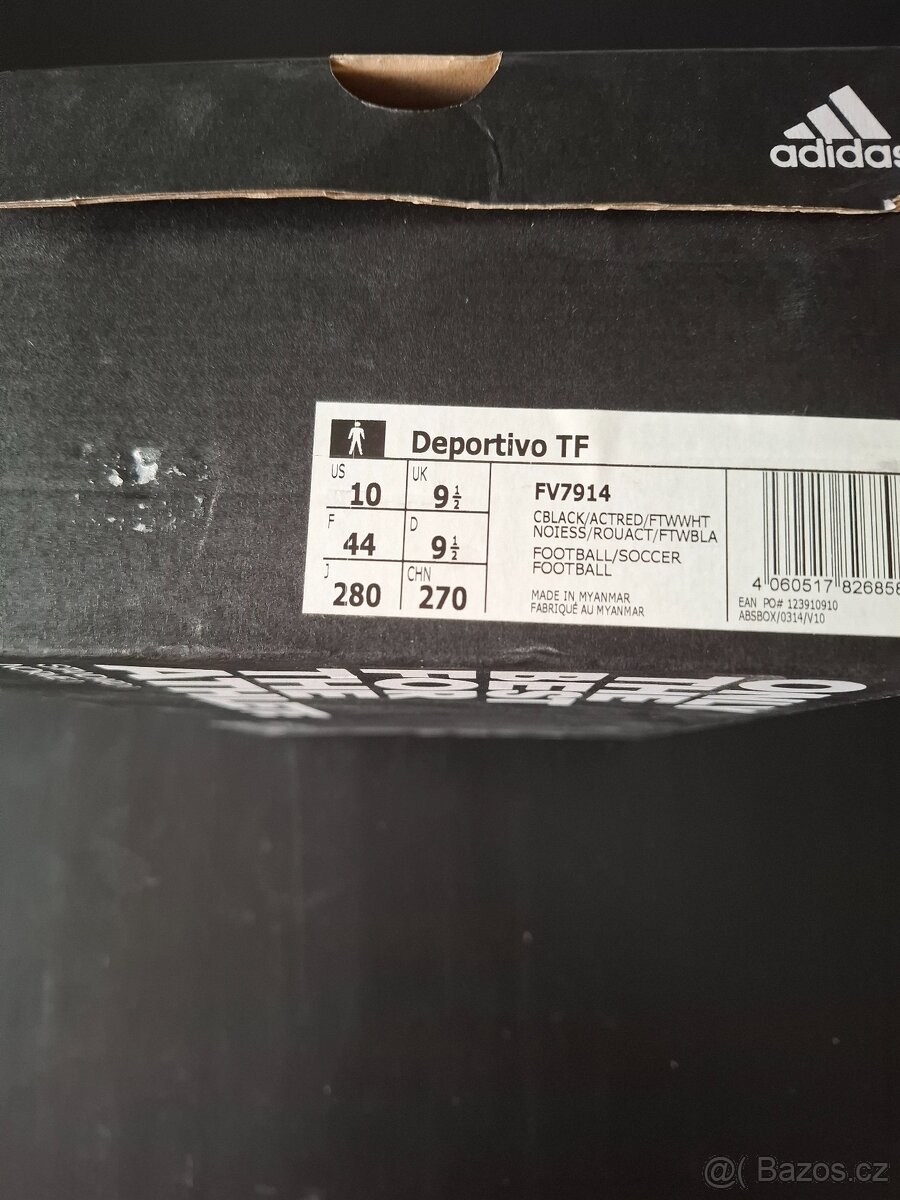 adidas
Deportivo TF
US 10 UK 9 ½
F 44 D 9 ½
J 280 CHN 270
FV7914
CBLACK/ACTRED/FTWWHT
NOIESS/ROUACT/FTWBLA
FOOTBALL/SOCCER
FOOTBALL
MADE IN MYANMAR
FABRIQUÉ AU MYANMAR
4 060517 82685
EAN PO# 123910910
ABSBOX/0314/V10
@( Bazos.cz